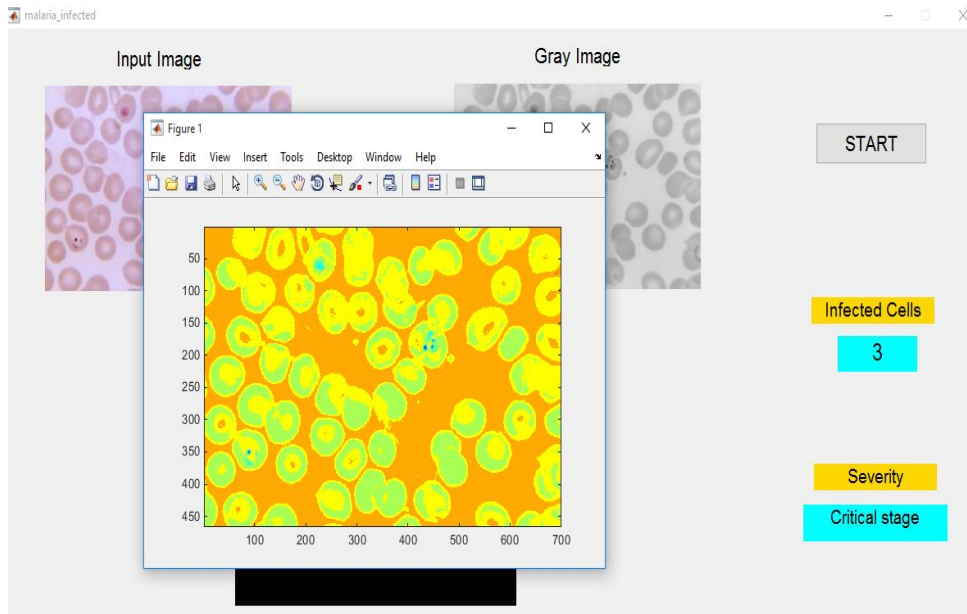 malaria_infected
Input Image
Gray Image
Figure 1
File Edit View Insert Tools Desktop Window Help
START
50
100
150
200
250
300
350
400
450
100 200 300 400 500 600 700
Infected Cells
3
Severity
Critical stage